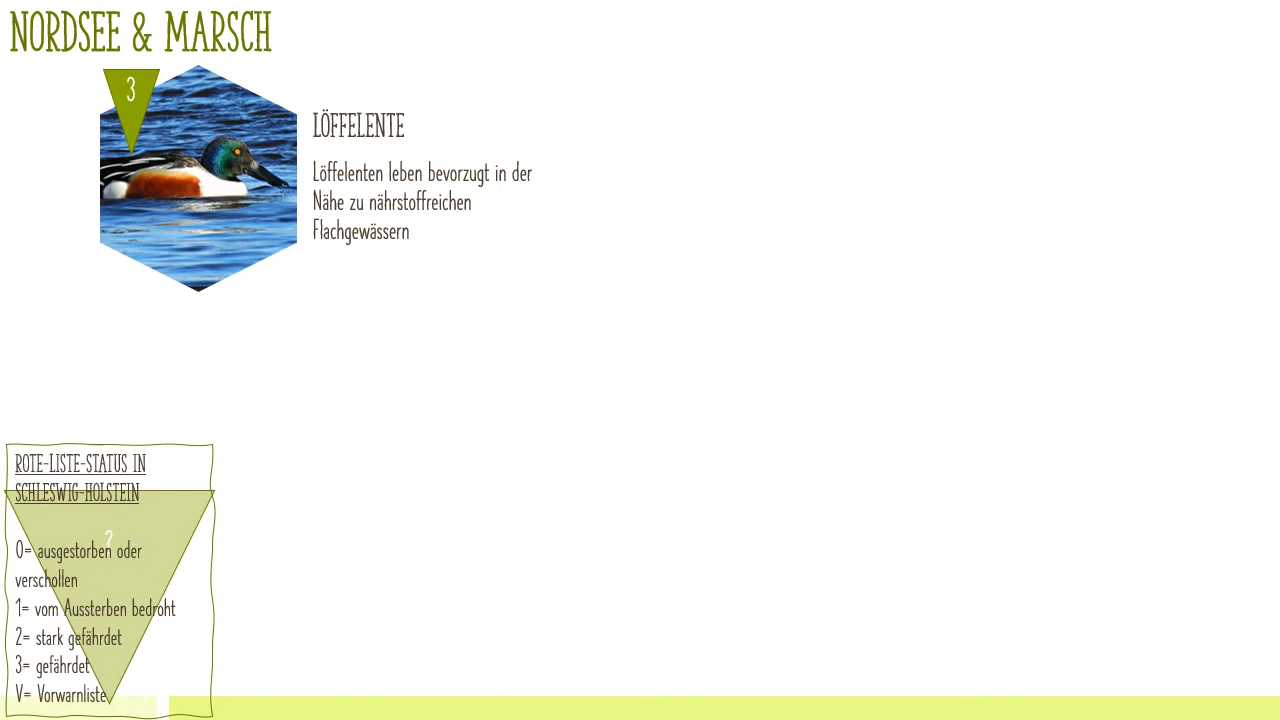 NORDSEE & MARSCH
3
LÖFFELENTE
Löffelenten leben bevorzugt in der
Nähe zu nährstoffreichen
Flachgewässern
ROTE-LISTE-STATUS IN
SCHLESWIG-HOLSTEIN
?
0= ausgestorben oder
verschollen
1= vom Aussterben bedroht
2= stark gefährdet
3= gefährdet
V= Vorwarnliste